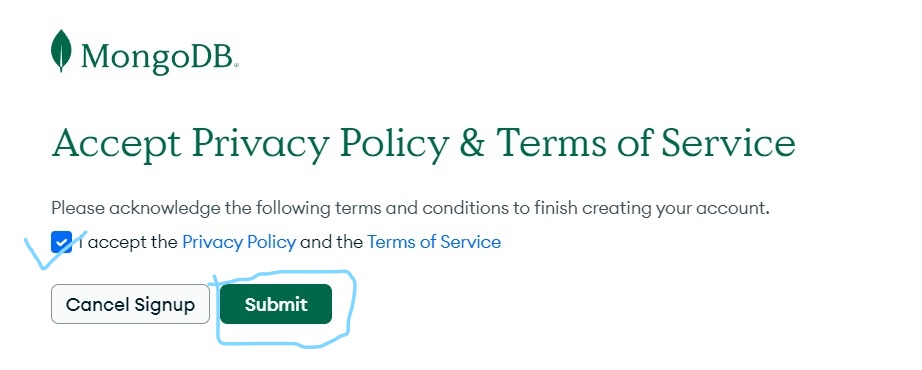 MongoDB®
Accept Privacy Policy & Terms of Service
Please acknowledge the following terms and conditions to finish creating your account.
I accept the Privacy Policy and the Terms of Service
Cancel Signup Submit